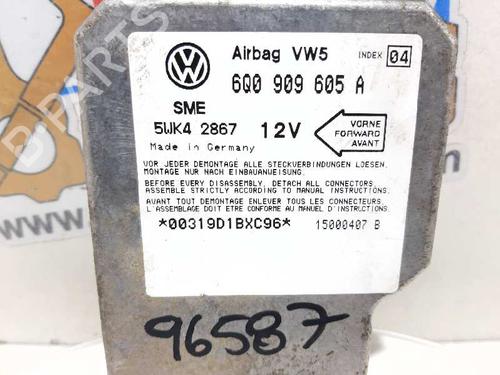 Airbag VW5 INDEX 04
6Q0 909 605 A
SME
5WK4 2867 12V
VORNE
FORWARD
AVANT
Made in Germany
VOR JEDER DEMONTAGE ALLE STECKVERBINDUNGEN LOESEN.
MONTAGE NUR NACH EINBAUANWEISUNG.
BEFORE EVERY DISASSEMBLY, DETACH ALL CONNECTORS.
ASSEMBLE STRICTLY ACCORDING TO MANUAL INSTRUCTIONS.
AVANT TOUT DEMONTAGE ENLEVER TOUS LES CONNECTEURS.
L'ASSEMBLAGE DOIT ÊTRE CONFORME AU MANUEL D'INSTRUCTIONS.
*00319D1BXC96* 15000407 B
96587
B PARTS